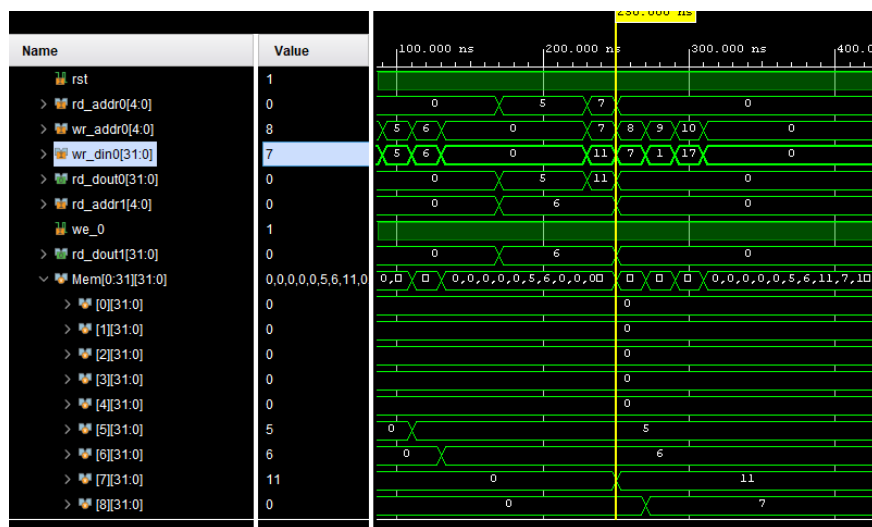 250.000 ns
Name Value 100.000 ns 200.000 ns 300.000 ns 400.0
rst 1
rd_addr0[4:0] 0 0 5 7 0
wr_addr0[4:0] 8 5 6 0 7 8 9 10 0
wr_din0[31:0] 7 5 6 0 11 7 1 17 0
rd_dout0[31:0] 0 0 5 11 0
rd_addr1[4:0] 0 0 6 0
we_0 1
rd_dout1[31:0] 0 0 6 0
Mem[0:31][31:0] 0,0,0,0,0,5,6,11,0 0, 0,0,0,0,0,5,6,0,0,0 0,0,0,0,0,5,6,11,7,1
[0][31:0] 0 0
[1][31:0] 0 0
[2][31:0] 0 0
[3][31:0] 0 0
[4][31:0] 0 0
[5][31:0] 5 0 5
[6][31:0] 6 0 6
[7][31:0] 11 0 11
[8][31:0] 0 0 7